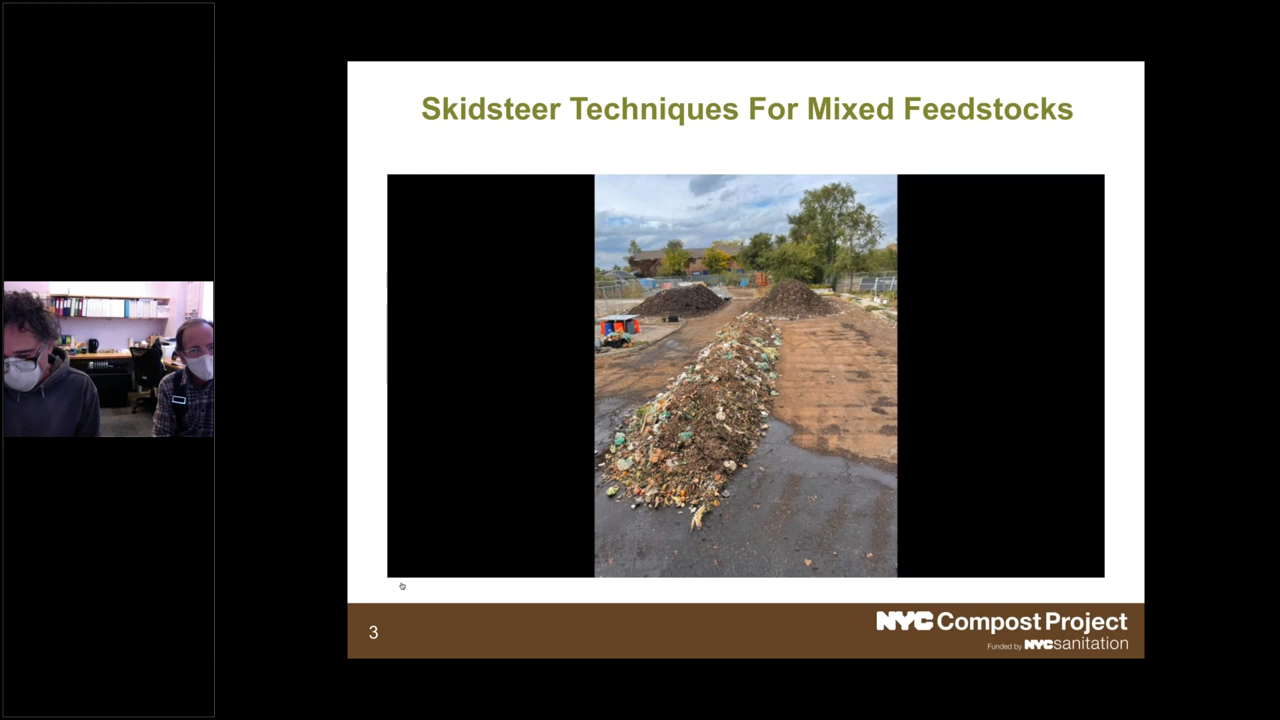 Skidsteer Techniques For Mixed Feedstocks
3
NYC Compost Project
Funded by NYC sanitation